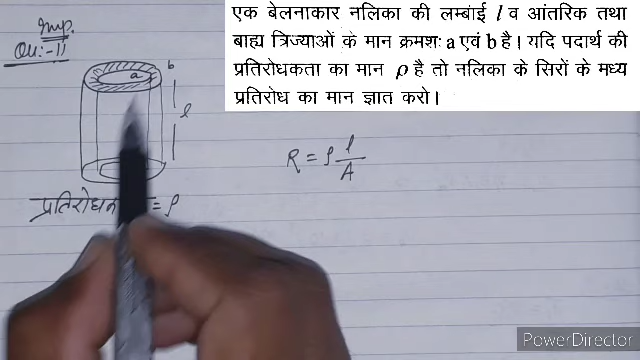 Imp.
Qu:-11
एक बेलनाकार नलिका की लम्बाई l व आंतरिक तथा
बाह्य त्रिज्याओं के मान क्रमशः a एवं b है। यदि पदार्थ की
प्रतिरोधकता का मान ρ है तो नलिका के सिरों के मध्य
प्रतिरोध का मान ज्ञात करो।
b
a
l
R = ρ l/A
= ρ
PowerDirector